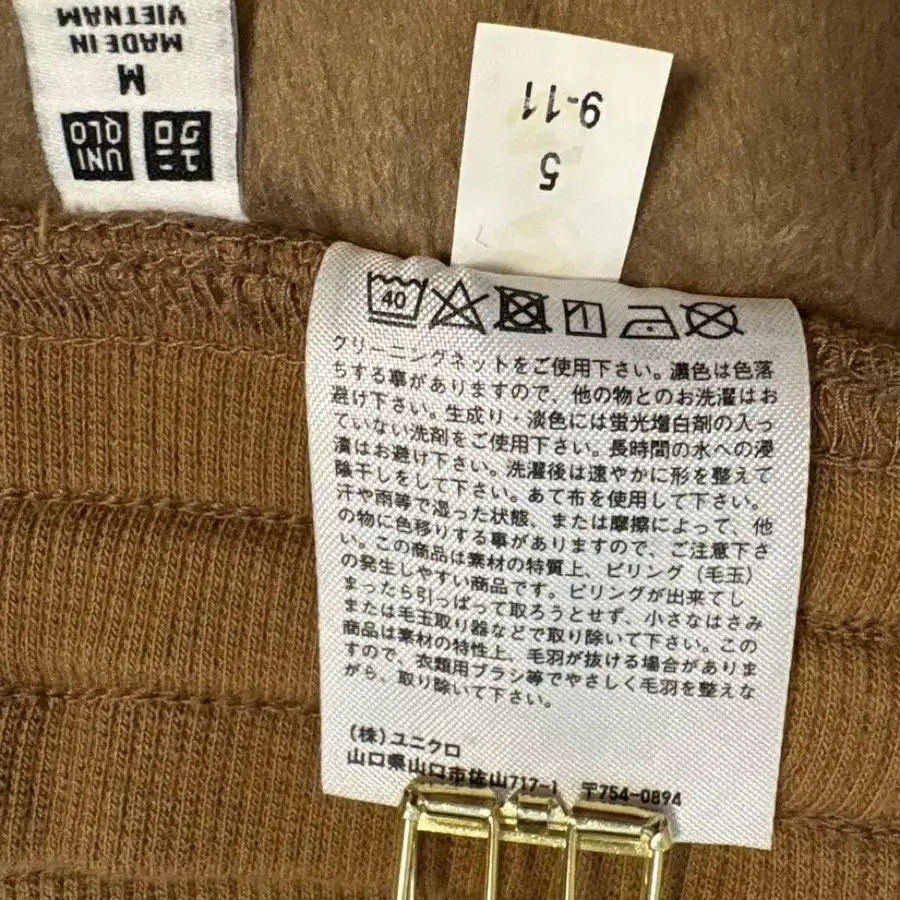 ユニ
クロ
UNI
QLO
M
MADE IN
VIETNAM
5
9-11
40
クリーニングネットをご使用下さい。濃色は色落
ちする事がありますので、他の物とのお洗濯はお
避け下さい。生成り・淡色には蛍光増白剤の入っ
ていない洗剤をご使用下さい。長時間の水への浸
漬はお避け下さい。洗濯後は速やかに形を整えて
陰干しをして下さい。あて布を使用して下さい。
汗や雨等で湿った状態、または摩擦によって、他
の物に色移りする事がありますので、ご注意下さ
い。この商品は素材の特質上、ピリング（毛玉）
の発生しやすい商品です。ピリングが出来てし
まったら引っぱって取ろうとせず、小さなはさみ
または毛玉取り器などで取り除いて下さい。この
商品は素材の特性上、毛羽が抜ける場合がありま
すので、衣類用ブラシ等でやさしく毛羽を整えな
がら、取り除いて下さい。
(株)ユニクロ
山口県山口市佐山717-1 〒754-0894